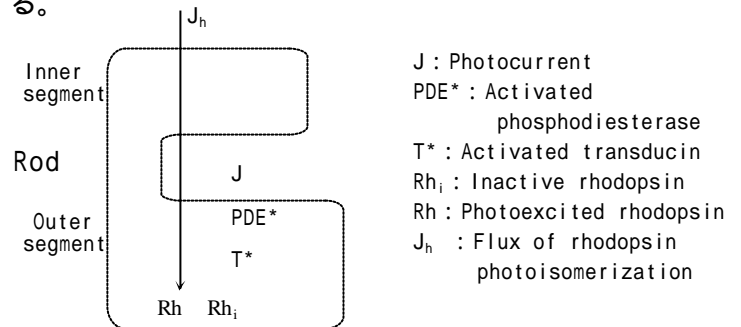 る。
J_h
Inner
segment
Rod
J
Outer
segment
PDE*
T*
Rh Rh_i
J : Photocurrent
PDE* : Activated
phosphodiesterase
T* : Activated transducin
Rh_i : Inactive rhodopsin
Rh : Photoexcited rhodopsin
J_h : Flux of rhodopsin
photoisomerization